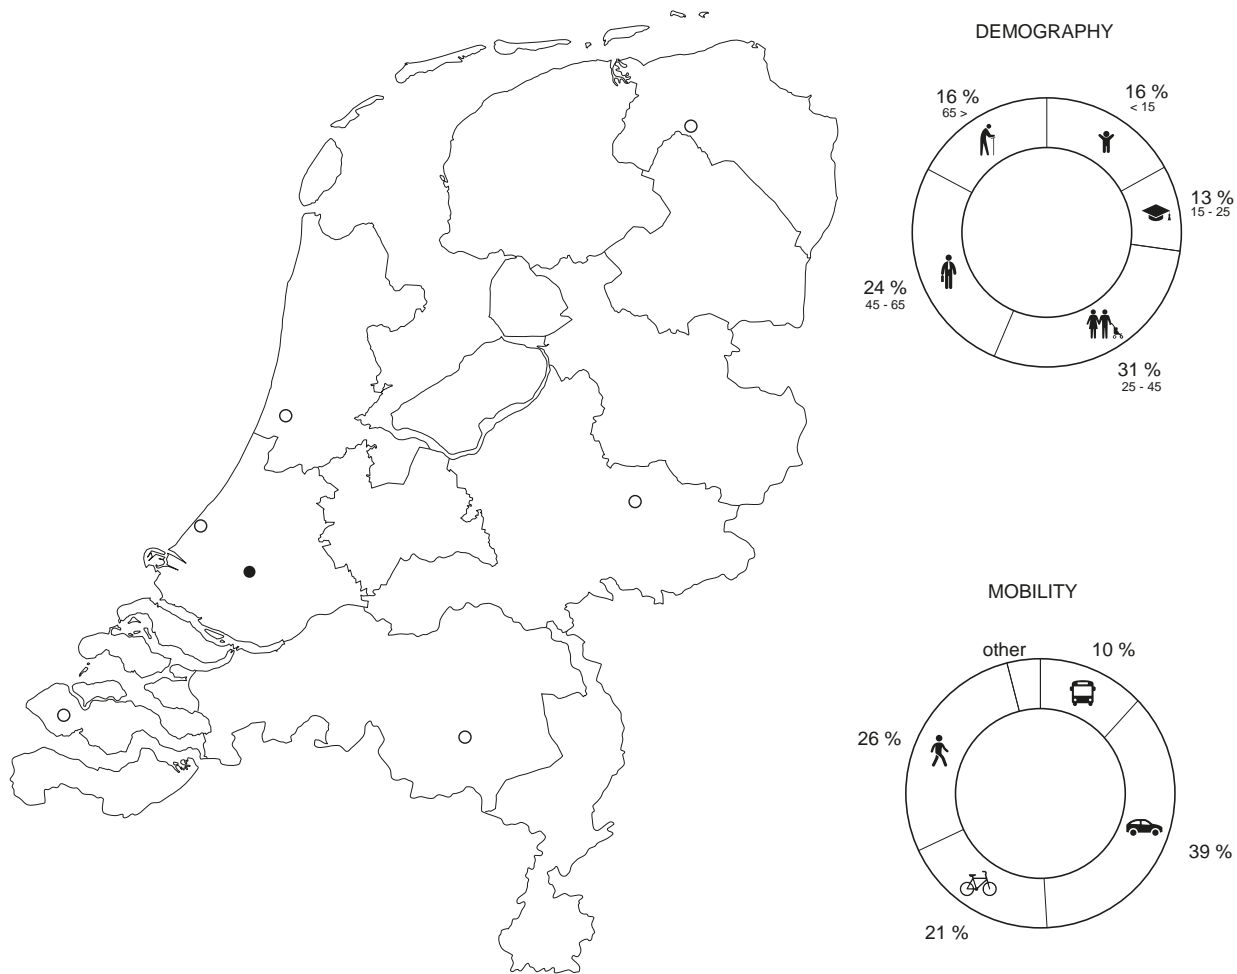 DEMOGRAPHY
16 %
65 >
16 %
< 15
13 %
15 - 25
24 %
45 - 65
31 %
25 - 45
MOBILITY
other
10 %
26 %
39 %
21 %